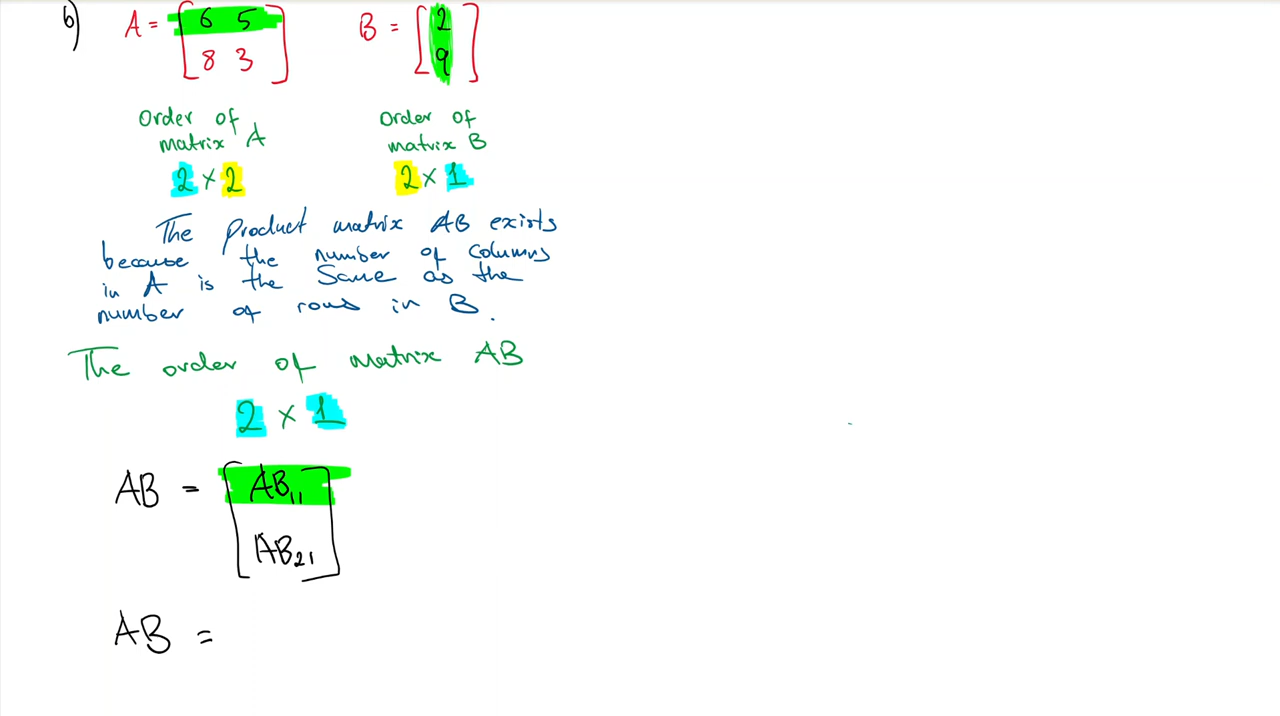 b) A = [ 6 5 B = [ 2
8 3 ] 9 ]
Order of Order of
matrix A matrix B
2 × 2 2 × 1
The product matrix AB exists
because the number of columns
in A is the same as the
number of rows in B.
The order of matrix AB
2 × 1
AB = [ AB₁₁
AB₂₁ ]
AB =